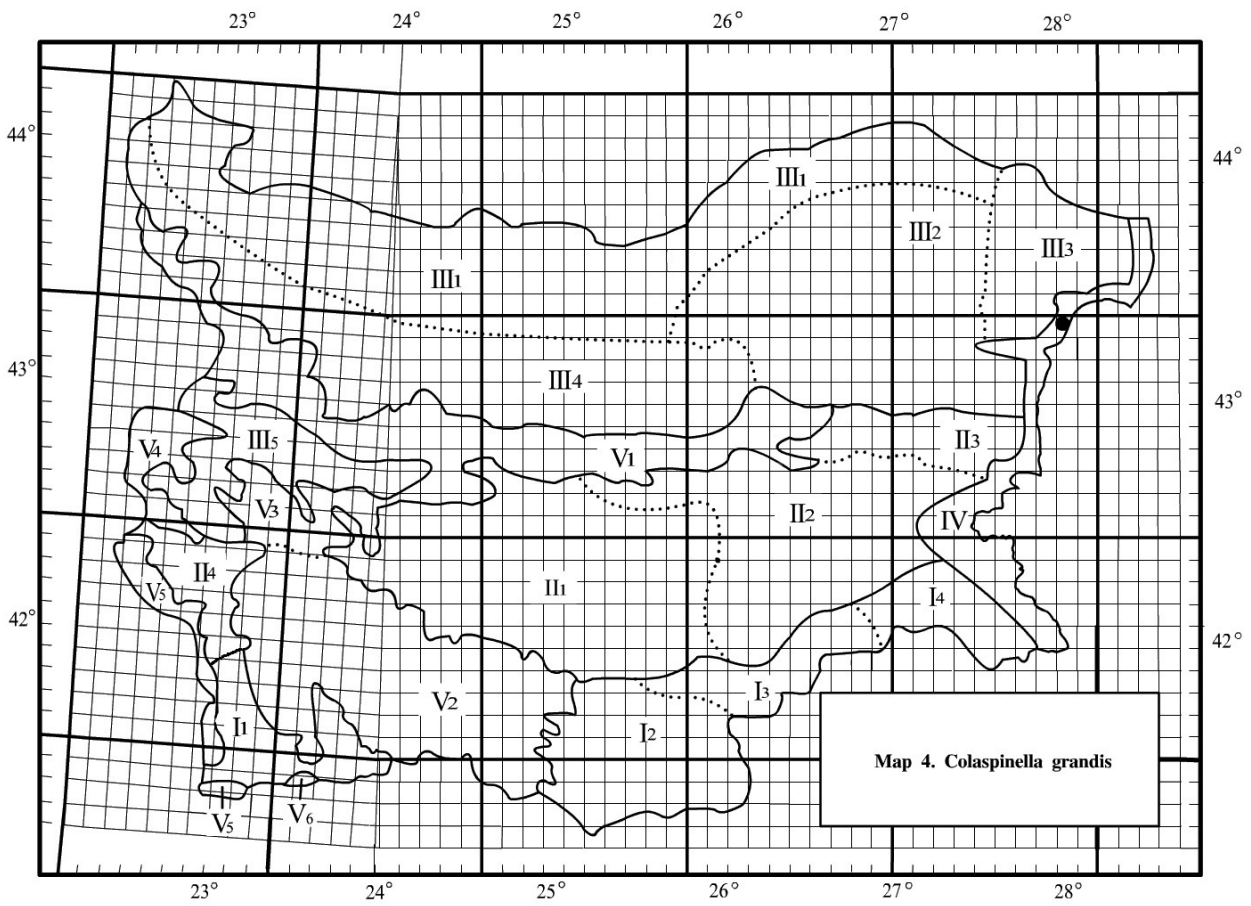 23° 24° 25° 26° 27° 28°
44° 44°
III1
III2
III3
III1
43° III4 43°
III5 II3
V4 V1
V3 II2 IV
II4
V5 II1 I4
42° 42°
V2 I3
I1 I2
Map 4. Colaspinella grandis
V5 V6
23° 24° 25° 26° 27° 28°